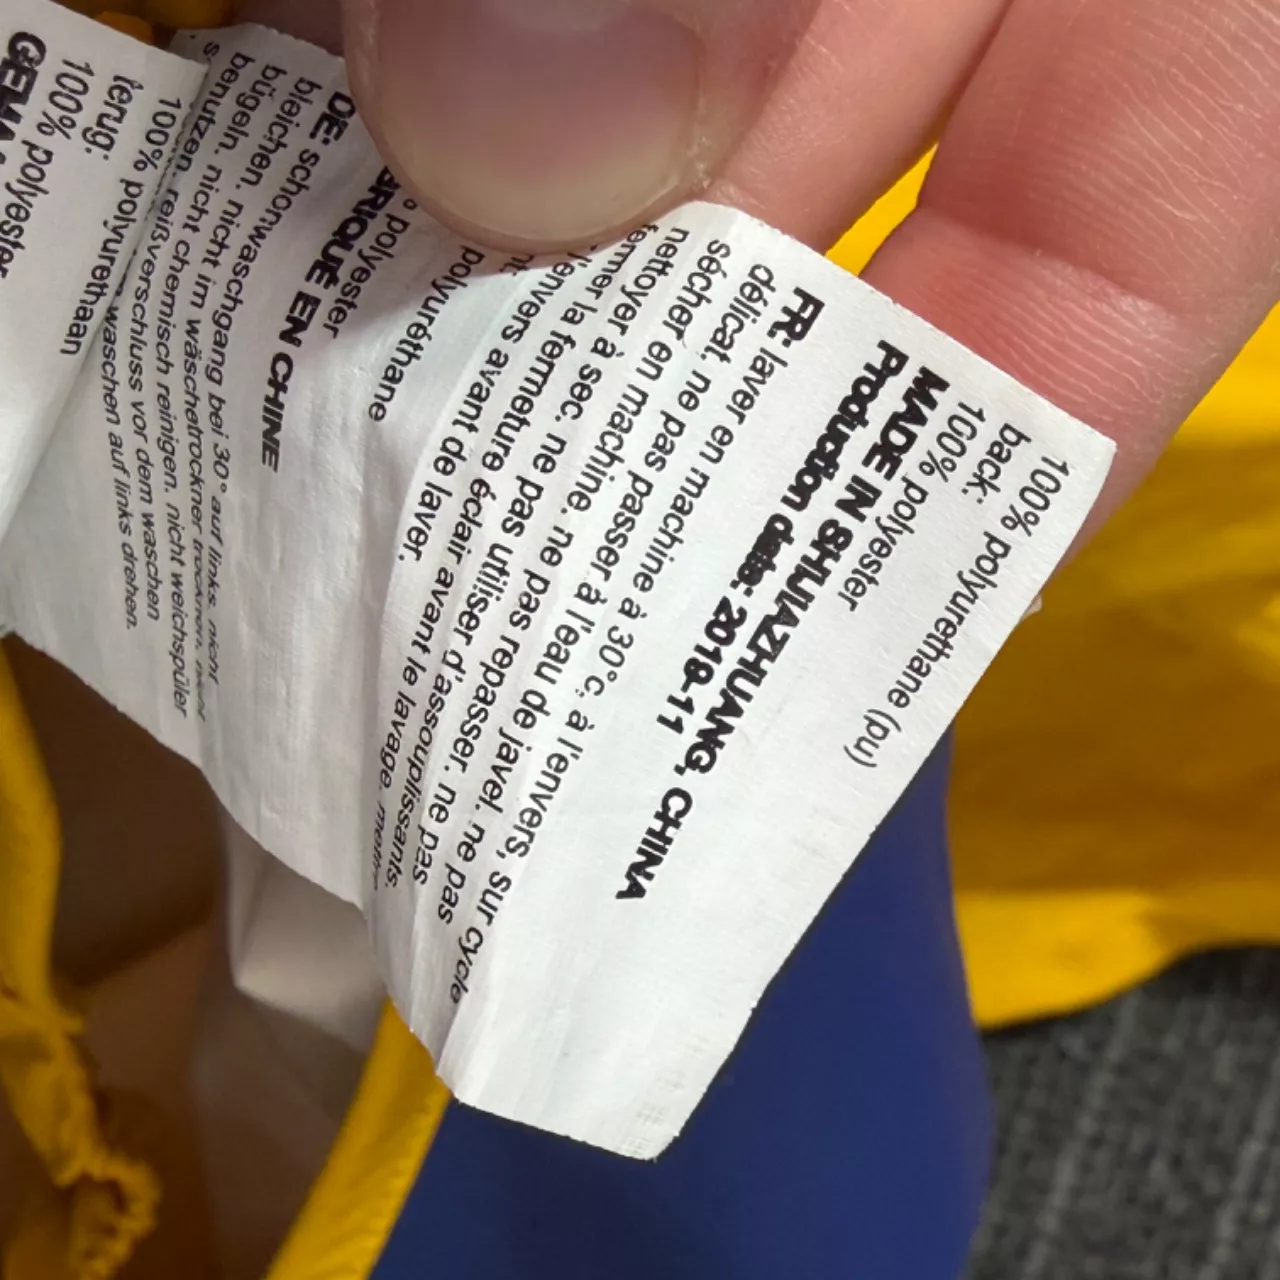 100% polyurethane (pu)
back:
100% polyester
MADE IN SHIJIAZHUANG, CHINA
Production date: 2018-11
FR: laver en machine à 30°c, à l'envers, sur cycle
délicat, ne pas passer à l'eau de javel. ne pas
sécher en machine. ne pas repasser. ne pas
nettoyer à sec. ne pas utiliser d'assouplissants.
fermer la fermeture éclair avant le lavage. mettre
l'envers avant de laver.
polyuréthane
polyester
EN CHINE
DE: schonwaschgang bei 30° auf links. nicht
bleichen. nicht im wäschetrockner trocknen. nicht
bügeln. nicht chemisch reinigen. nicht weichspüler
benutzen. reißverschluss vor dem waschen
waschen auf links drehen.
100% polyurethaan
terug:
100% polyester